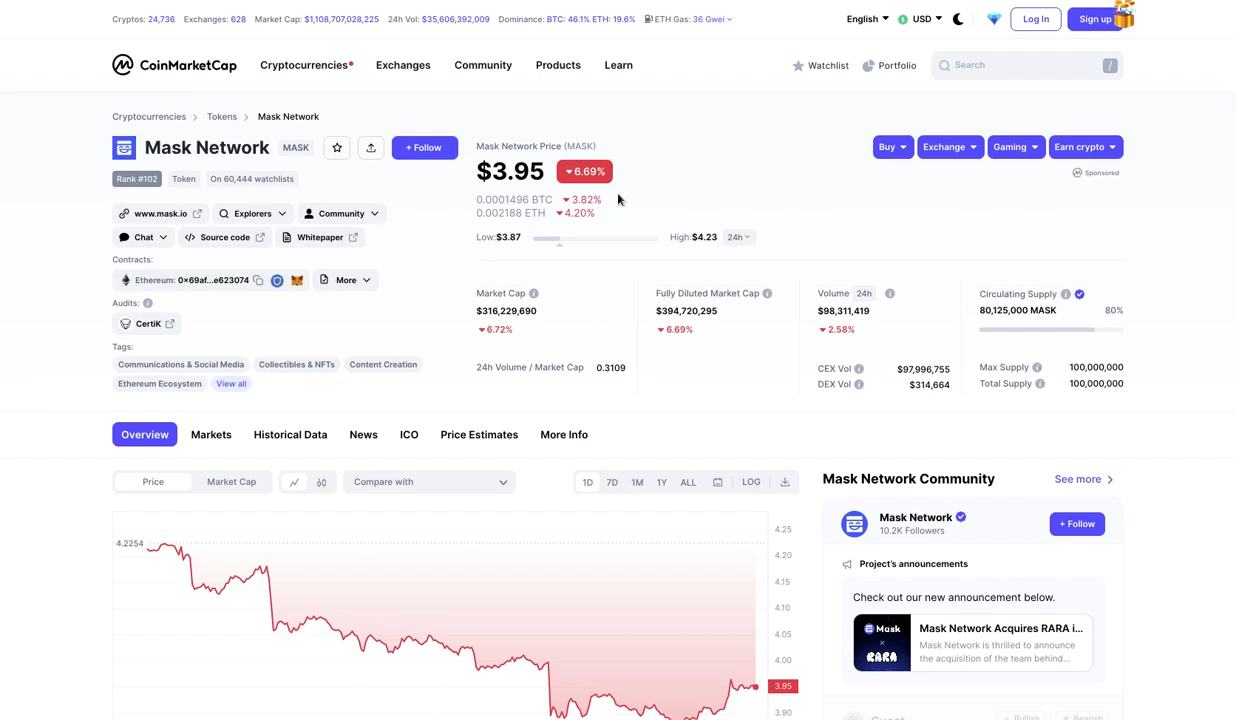 Cryptos: 24,736 Exchanges: 628 Market Cap: $1,108,707,028,225 24h Vol: $35,606,392,009 Dominance: BTC: 46.1% ETH: 19.6% ETH Gas: 36 Gwei
English USD Log In Sign up
CoinMarketCap Cryptocurrencies Exchanges Community Products Learn Watchlist Portfolio Search /
Cryptocurrencies Tokens Mask Network
Mask Network MASK + Follow
Rank #102 Token On 60,444 watchlists
www.mask.io Explorers Community
Chat Source code Whitepaper
Contracts:
Ethereum: 0x69af...e623074 More
Audits:
CertiK
Tags:
Communications & Social Media Collectibles & NFTs Content Creation
Ethereum Ecosystem View all
Mask Network Price (MASK)
$3.95 6.69%
0.0001496 BTC 3.82%
0.002188 ETH 4.20%
Low:$3.87 High:$4.23 24h
Buy Exchange Gaming Earn crypto
Sponsored
Market Cap
$316,229,690
6.72%
24h Volume / Market Cap 0.3109
Fully Diluted Market Cap
$394,720,295
6.69%
Volume 24h
$98,311,419
2.58%
CEX Vol $97,996,755
DEX Vol $314,664
Circulating Supply
80,125,000 MASK 80%
Max Supply 100,000,000
Total Supply 100,000,000
Overview Markets Historical Data News ICO Price Estimates More Info
Price Market Cap Compare with 1D 7D 1M 1Y ALL LOG
4.2254
4.25
4.20
4.15
4.10
4.05
4.00
3.95
3.90
Mask Network Community See more
Mask Network
10.2K Followers
+ Follow
Project's announcements
Check out our new announcement below.
Mask
×
RARA
Mask Network Acquires RARA i...
Mask Network is thrilled to announce
the acquisition of the team behind...
Guest Bullish Bearish